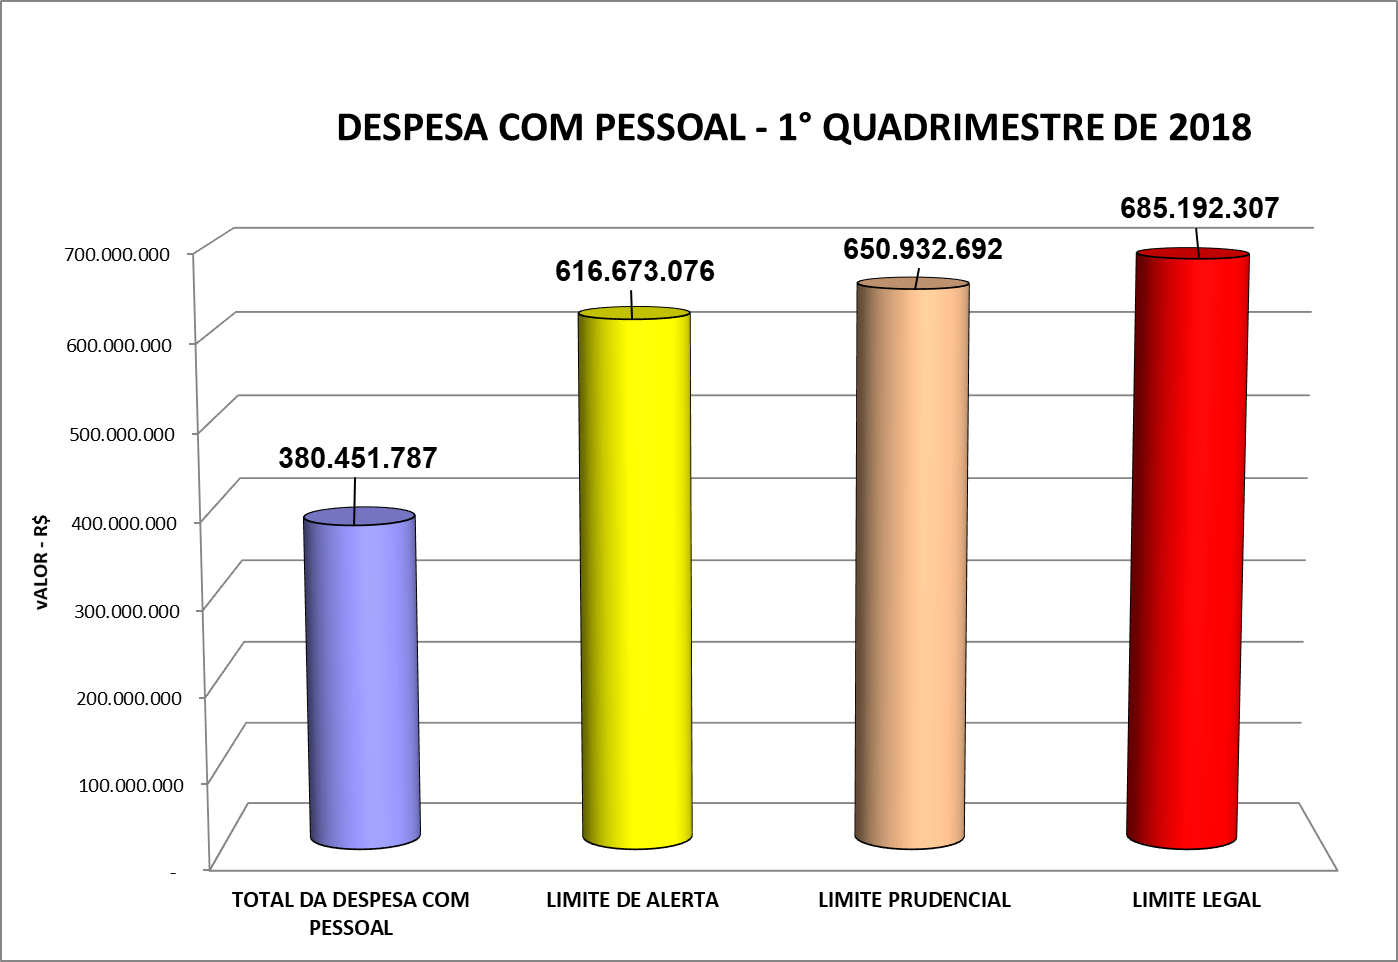 DESPESA COM PESSOAL - 1° QUADRIMESTRE DE 2018
685.192.307
650.932.692
616.673.076
380.451.787
700.000.000
600.000.000
500.000.000
400.000.000
300.000.000
200.000.000
100.000.000
-
vALOR - R$
TOTAL DA DESPESA COM
PESSOAL
LIMITE DE ALERTA
LIMITE PRUDENCIAL
LIMITE LEGAL